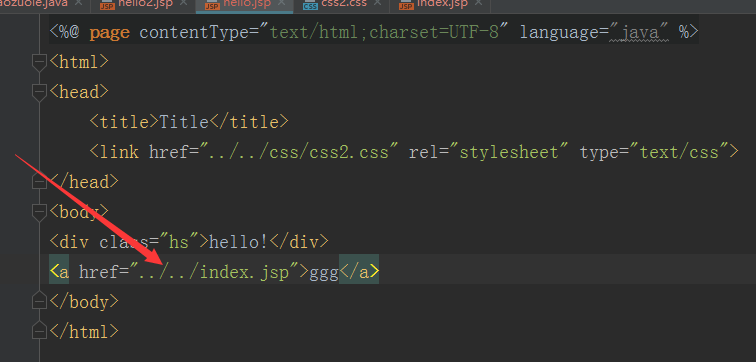 aozuole.java hello2.jsp hello.jsp css2.css index.jsp
<%@ page contentType="text/html;charset=UTF-8" language="java" %>
<html>
<head>
<title>Title</title>
<link href="../../css/css2.css" rel="stylesheet" type="text/css">
</head>
<body>
<div class="hs">hello!</div>
<a href="../../index.jsp">ggg</a>
</body>
</html>